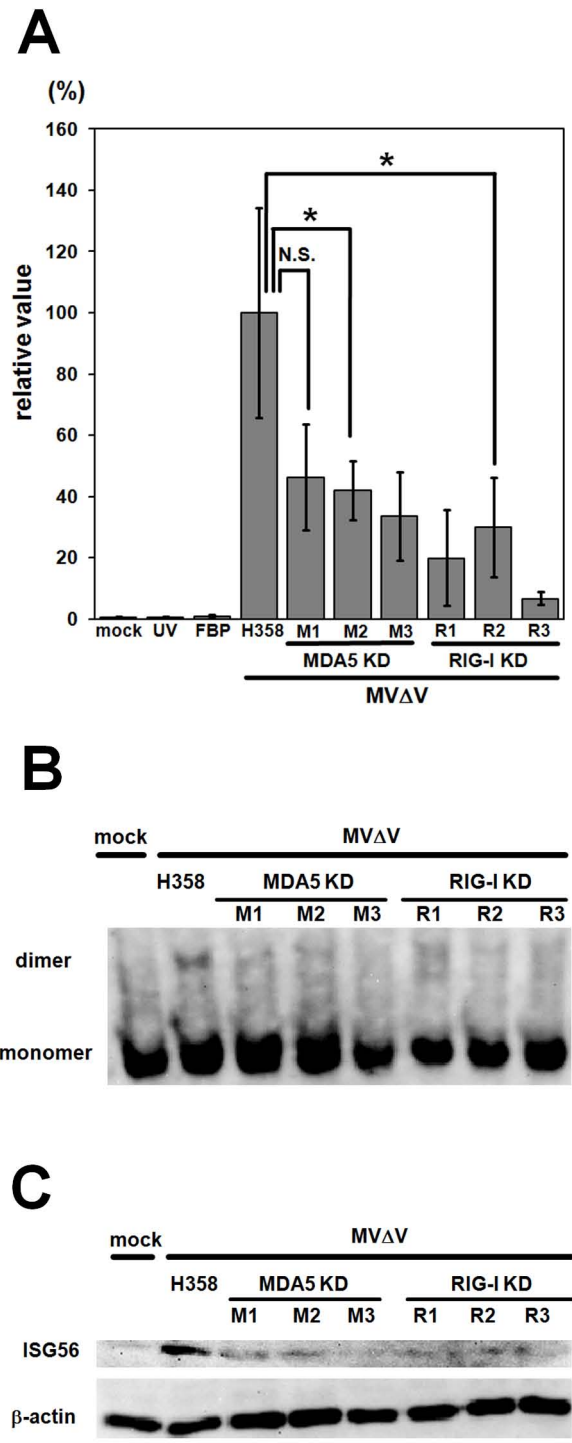 A
(%)
160
140
120
100
80
60
40
20
0
relative value
*
*
N.S.
mock UV FBP H358 M1 M2 M3 R1 R2 R3
MDA5 KD RIG-I KD
MVΔV
B
mock MVΔV
H358 MDA5 KD RIG-I KD
M1 M2 M3 R1 R2 R3
dimer
monomer
C
mock MVΔV
H358 MDA5 KD RIG-I KD
M1 M2 M3 R1 R2 R3
ISG56
β-actin